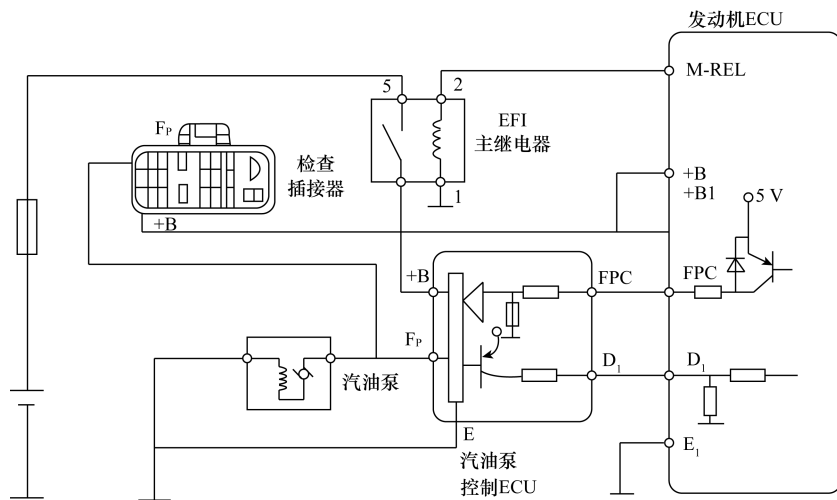 发动机ECU
M-REL
5
2
EFI
主继电器
1
Fₚ
检查
插接器
+B
+B
+B1
5 V
+B
FPC
FPC
Fₚ
汽油泵
D₁
D₁
E
E₁
汽油泵
控制ECU